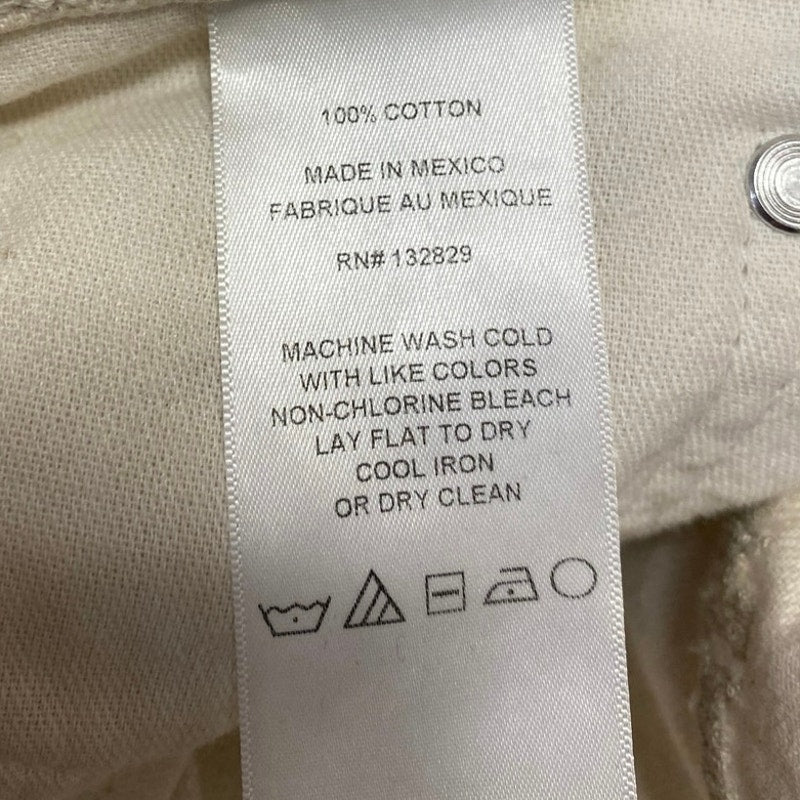 100% COTTON
MADE IN MEXICO
FABRIQUE AU MEXIQUE
RN# 132829
MACHINE WASH COLD
WITH LIKE COLORS
NON-CHLORINE BLEACH
LAY FLAT TO DRY
COOL IRON
OR DRY CLEAN